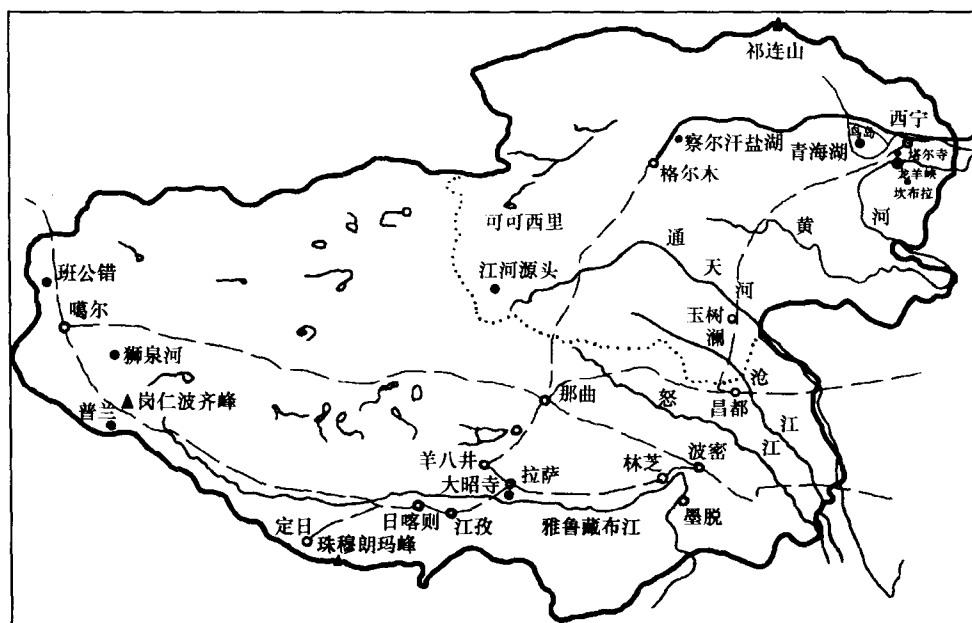 祁连山
西宁
鸟岛
察尔汗盐湖
青海湖
塔尔寺
格尔木
龙羊峡
坎布拉
可可西里
黄
河
通
天
河
班公错
江河源头
玉树
噶尔
澜
狮泉河
沧
岗仁波齐峰
那曲
怒
昌都
普兰
江
江
羊八井
林芝
波密
拉萨
大昭寺
日喀则
江孜
雅鲁藏布江
墨脱
定日
珠穆朗玛峰